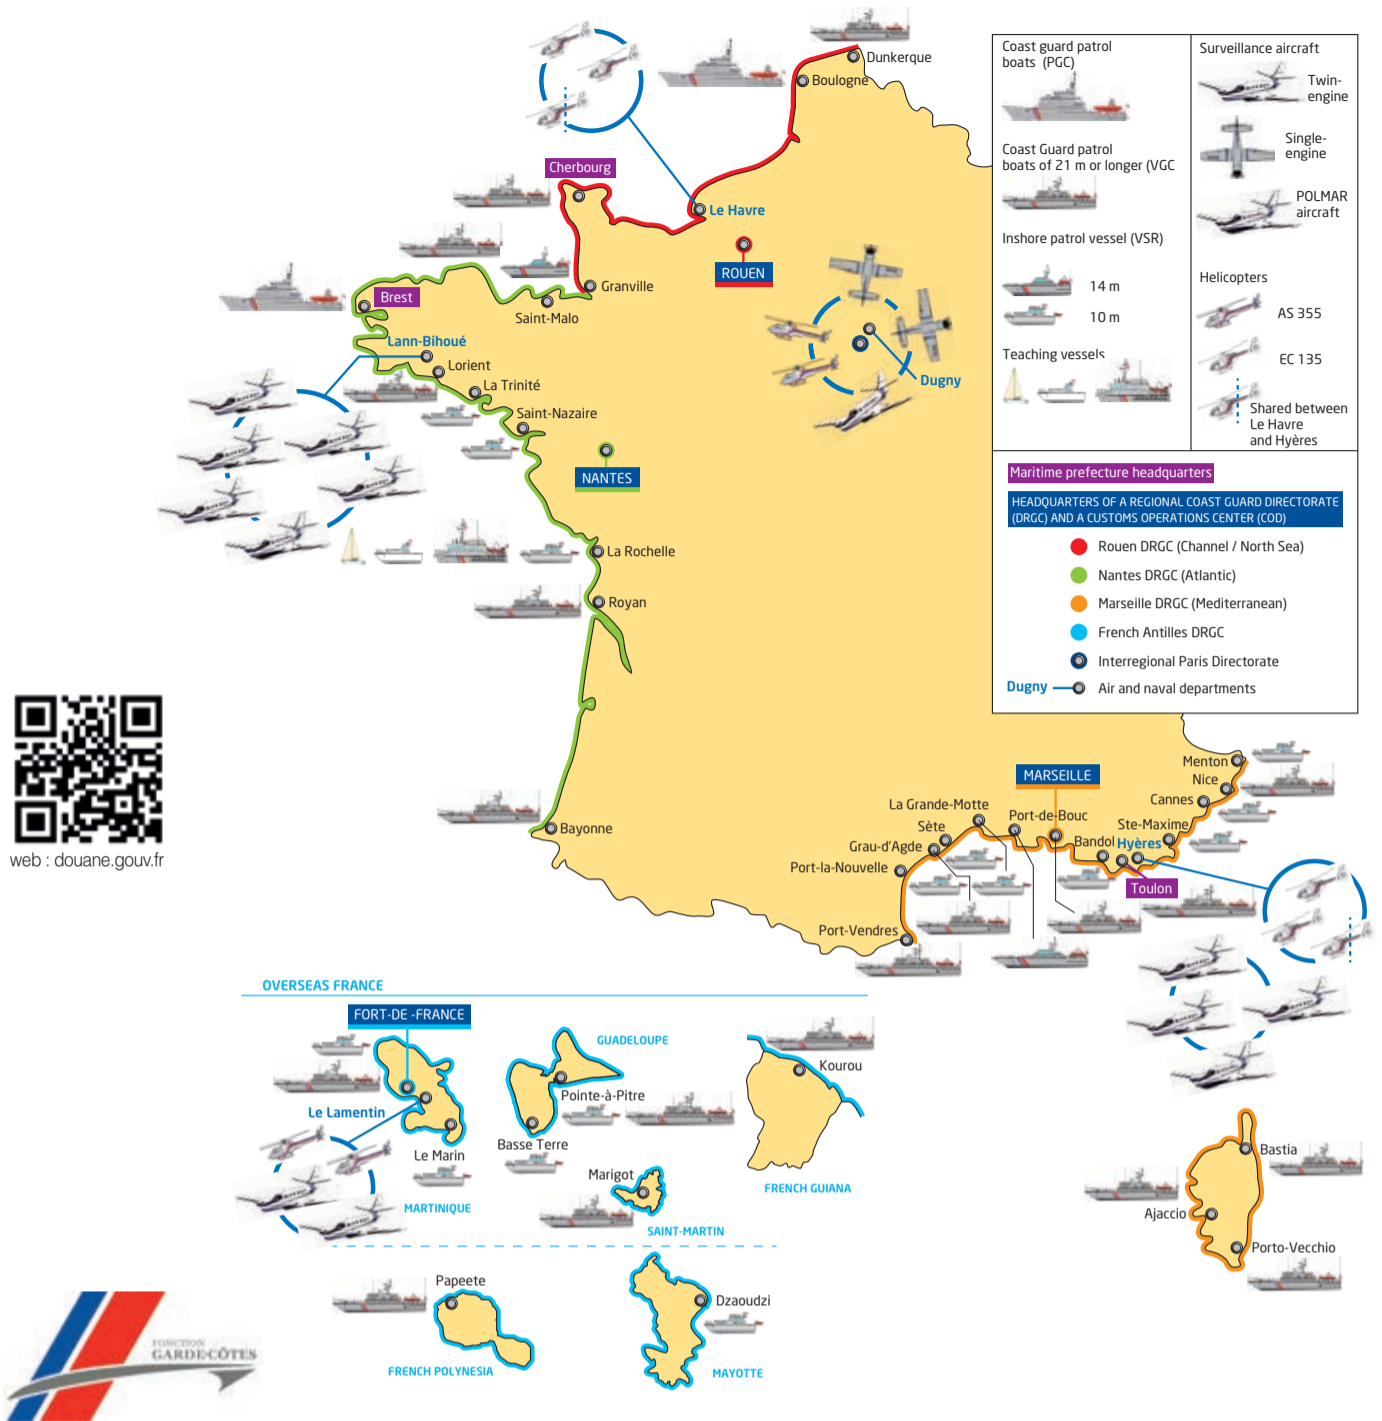 Dunkerque
Boulogne
Cherbourg
Le Havre
ROUEN
Granville
Saint-Malo
Brest
Lann-Bihoué
Lorient
La Trinité
Saint-Nazaire
NANTES
Dugny
La Rochelle
Royan
Bayonne
Coast guard patrol
boats (PGC)
Coast Guard patrol
boats of 21 m or longer (VGC
Inshore patrol vessel (VSR)
14 m
10 m
Teaching vessels
Surveillance aircraft
Twin-
engine
Single-
engine
POLMAR
aircraft
Helicopters
AS 355
EC 135
Shared between
Le Havre
and Hyères
Maritime prefecture headquarters
HEADQUARTERS OF A REGIONAL COAST GUARD DIRECTORATE
(DRGC) AND A CUSTOMS OPERATIONS CENTER (COD)
Rouen DRGC (Channel / North Sea)
Nantes DRGC (Atlantic)
Marseille DRGC (Mediterranean)
French Antilles DRGC
Interregional Paris Directorate
Dugny
Air and naval departments
web : douane.gouv.fr
Menton
Nice
Cannes
MARSEILLE
La Grande-Motte
Port-de-Bouc
Ste-Maxime
Sète
Bandol
Hyères
Grau-d'Agde
Port-la-Nouvelle
Toulon
Port-Vendres
OVERSEAS FRANCE
FORT-DE -FRANCE
GUADELOUPE
Kourou
Pointe-à-Pitre
Le Lamentin
Basse Terre
Le Marin
Marigot
FRENCH GUIANA
MARTINIQUE
SAINT-MARTIN
Bastia
Ajaccio
Porto-Vecchio
Papeete
Dzaoudzi
FRENCH POLYNESIA
MAYOTTE
FONCTION
GARDE-CÔTES